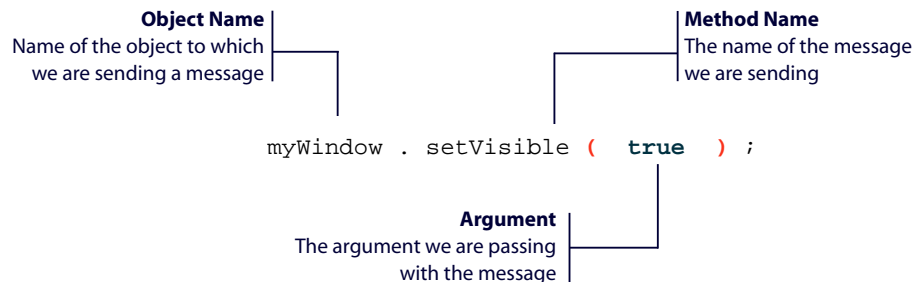 Object Name
Name of the object to which
we are sending a message
Method Name
The name of the message
we are sending
myWindow . setVisible ( true ) ;
Argument
The argument we are passing
with the message